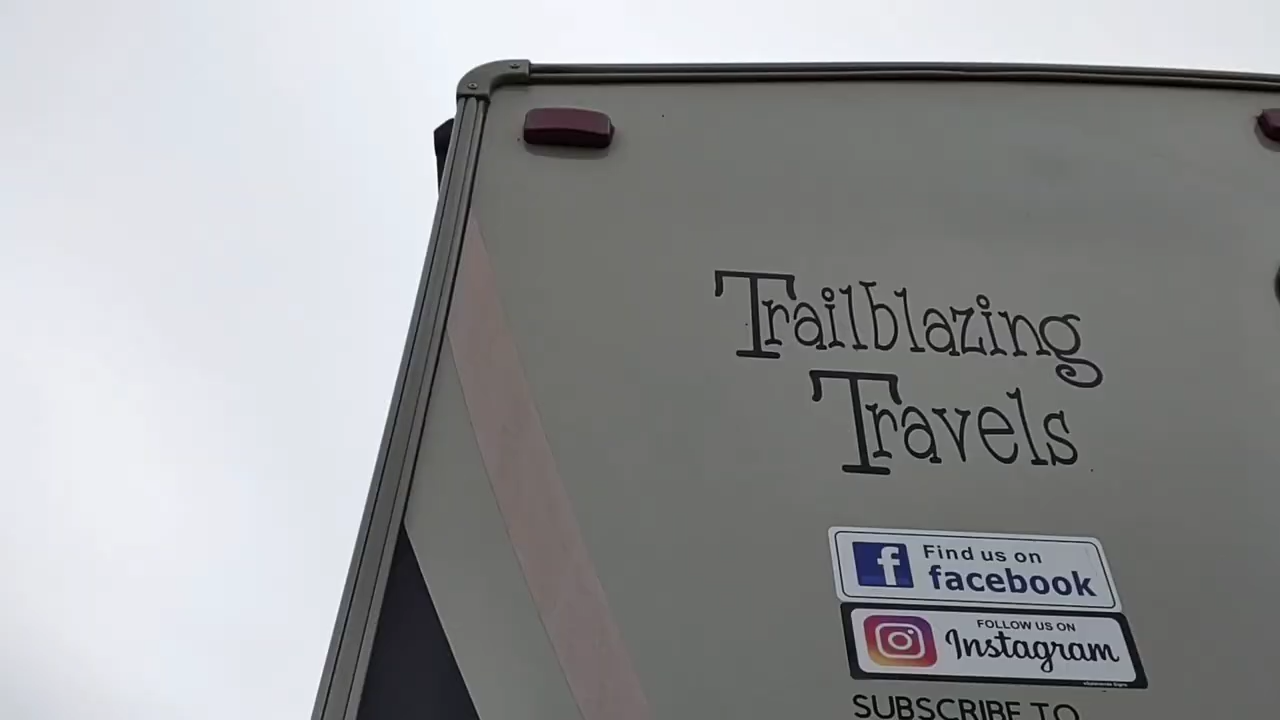 Trailblazing
Travels
f Find us on
facebook
FOLLOW US ON
Instagram
SUBSCRIBE TO